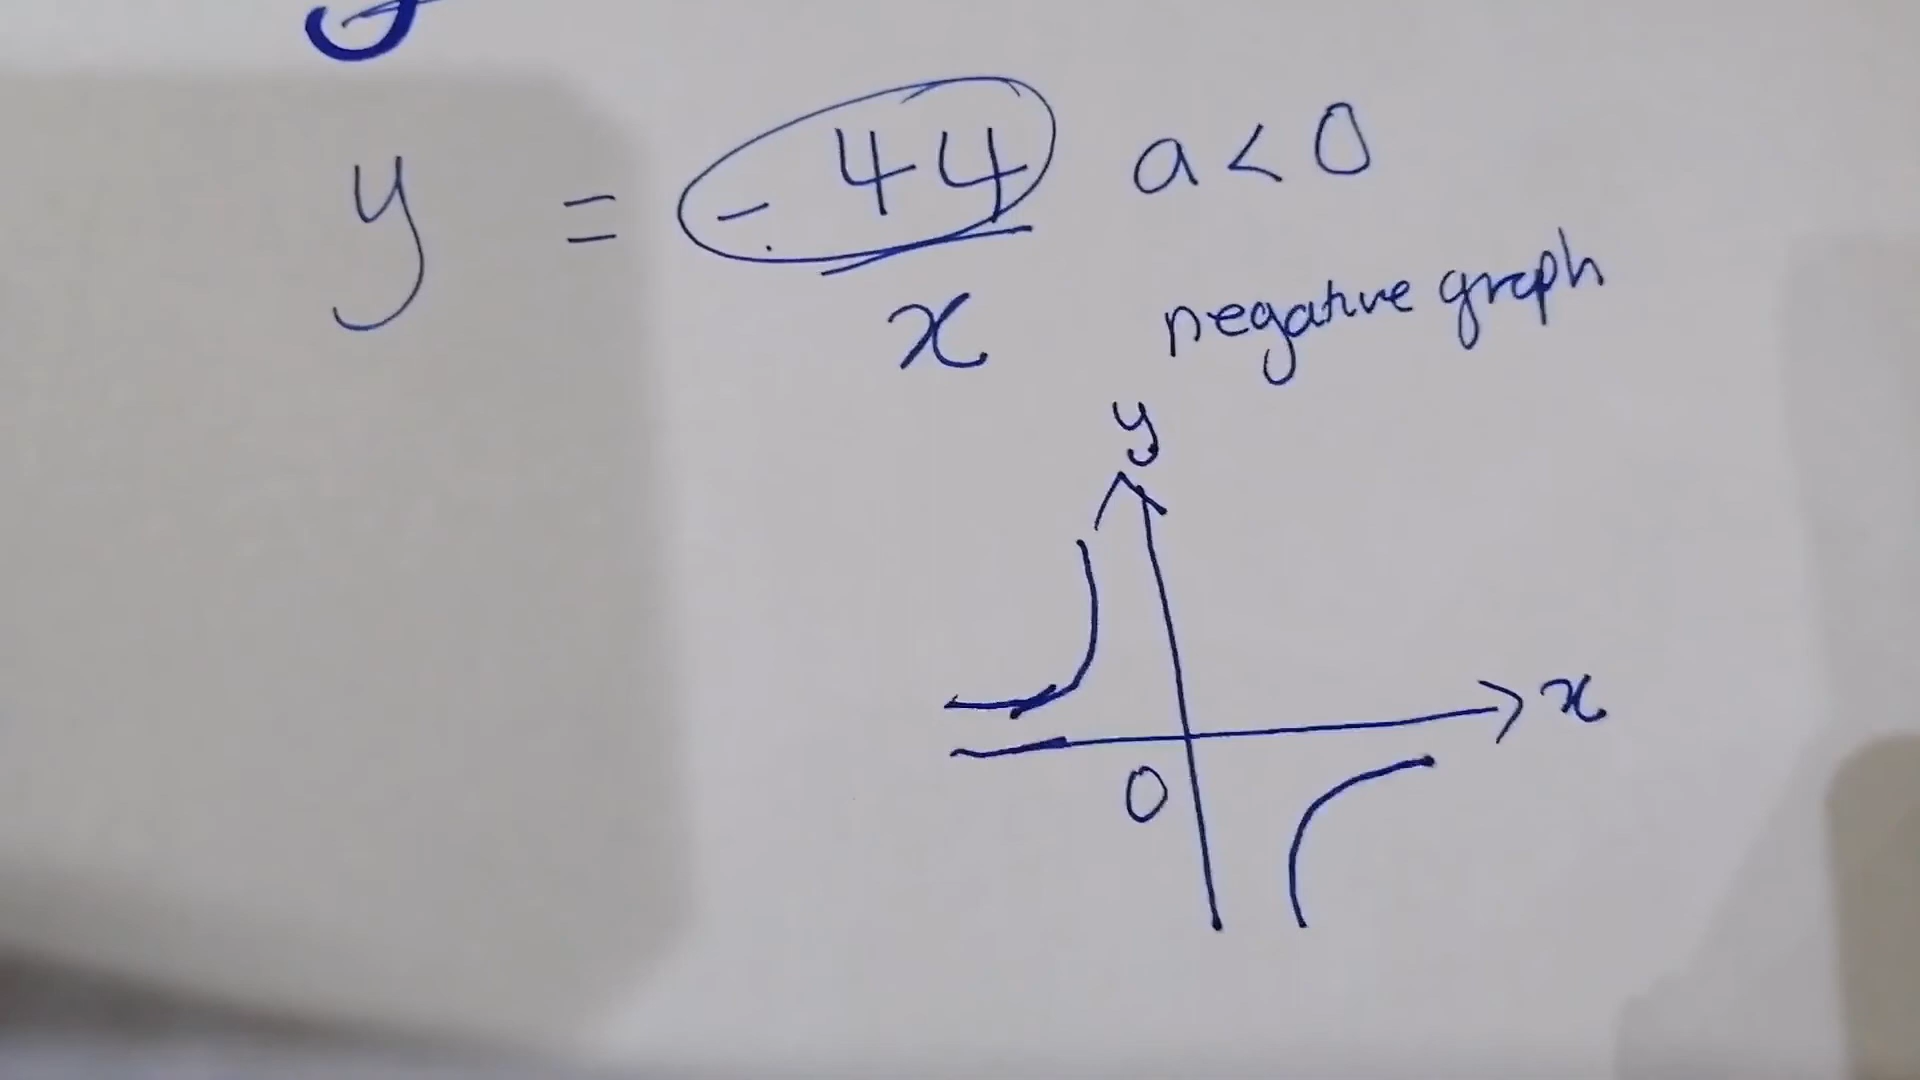 y = -44/x a < 0
negative graph
y
x
0